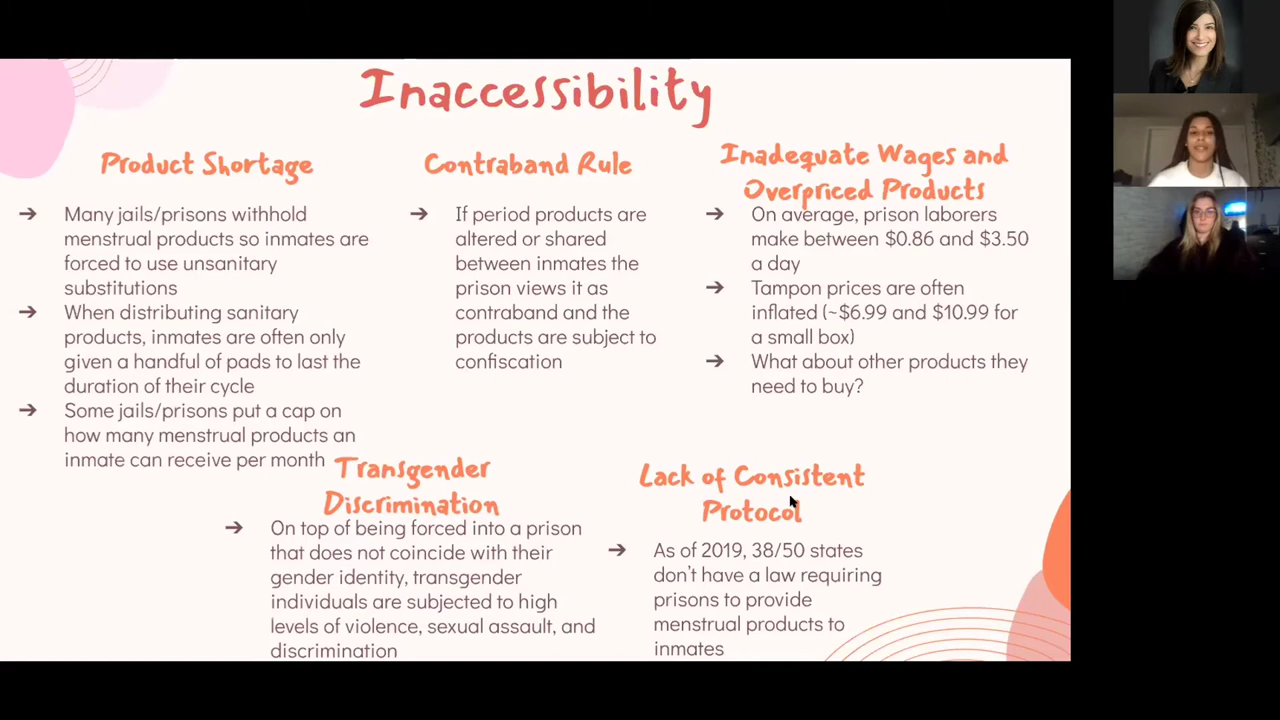 Inaccessibility
Product Shortage
➔ Many jails/prisons withhold
menstrual products so inmates are
forced to use unsanitary
substitutions
➔ When distributing sanitary
products, inmates are often only
given a handful of pads to last the
duration of their cycle
➔ Some jails/prisons put a cap on
how many menstrual products an
inmate can receive per month
Contraband Rule
➔ If period products are
altered or shared
between inmates the
prison views it as
contraband and the
products are subject to
confiscation
Inadequate Wages and
Overpriced Products
➔ On average, prison laborers
make between $0.86 and $3.50
a day
➔ Tampon prices are often
inflated (~$6.99 and $10.99 for
a small box)
➔ What about other products they
need to buy?
Transgender
Discrimination
➔ On top of being forced into a prison
that does not coincide with their
gender identity, transgender
individuals are subjected to high
levels of violence, sexual assault, and
discrimination
Lack of Consistent
Protocol
➔ As of 2019, 38/50 states
don't have a law requiring
prisons to provide
menstrual products to
inmates